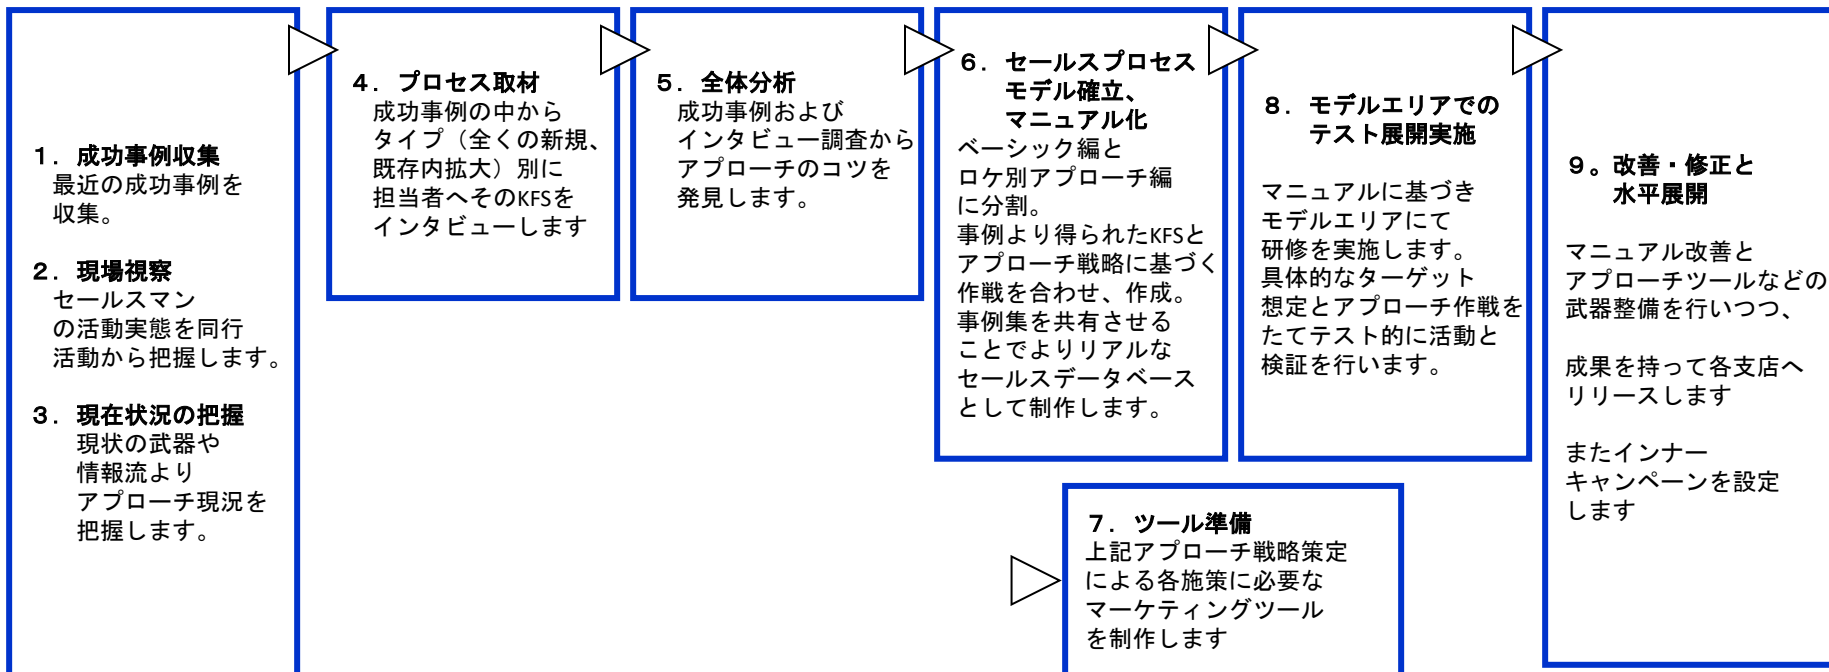 １．成功事例収集
最近の成功事例を
収集。
２．現場視察
セールスマン
の活動実態を同行
活動から把握します。
３．現在状況の把握
現状の武器や
情報流より
アプローチ現況を
把握します。
４．プロセス取材
成功事例の中から
タイプ（全くの新規、
既存内拡大）別に
担当者へそのKFSを
インタビューします
５．全体分析
成功事例および
インタビュー調査から
アプローチのコツを
発見します。
６．セールスプロセス
モデル確立、
マニュアル化
ベーシック編と
ロケ別アプローチ編
に分割。
事例より得られたKFSと
アプローチ戦略に基づく
作戦を合わせ、作成。
事例集を共有させる
ことでよりリアルな
セールスデータベース
として制作します。
７．ツール準備
上記アプローチ戦略策定
による各施策に必要な
マーケティングツール
を制作します
８．モデルエリアでの
テスト展開実施
マニュアルに基づき
モデルエリアにて
研修を実施します。
具体的なターゲット
想定とアプローチ作戦を
たてテスト的に活動と
検証を行います。
９。改善・修正と
水平展開
マニュアル改善と
アプローチツールなどの
武器整備を行いつつ、
成果を持って各支店へ
リリースします
またインナー
キャンペーンを設定
します